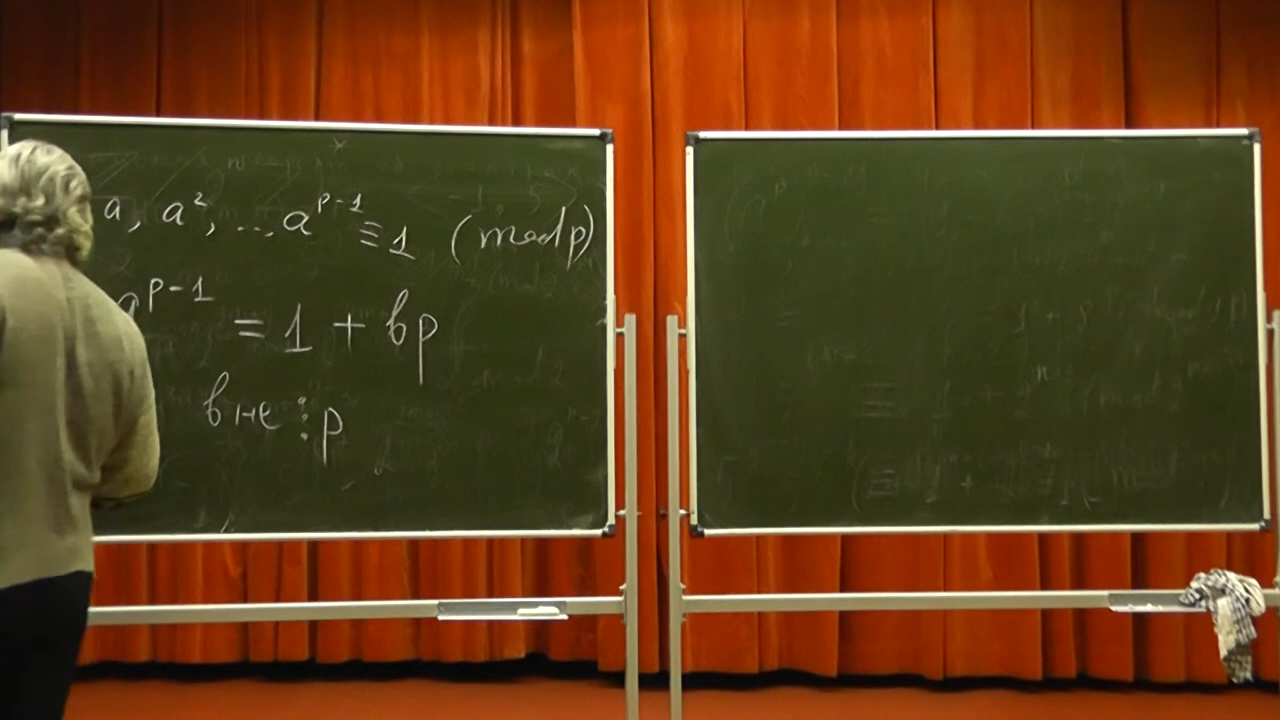 a, a², ..., a^{p-1} ≡ 1 (mod p)
a^{p-1} = 1 + bp
b не ⋮ p